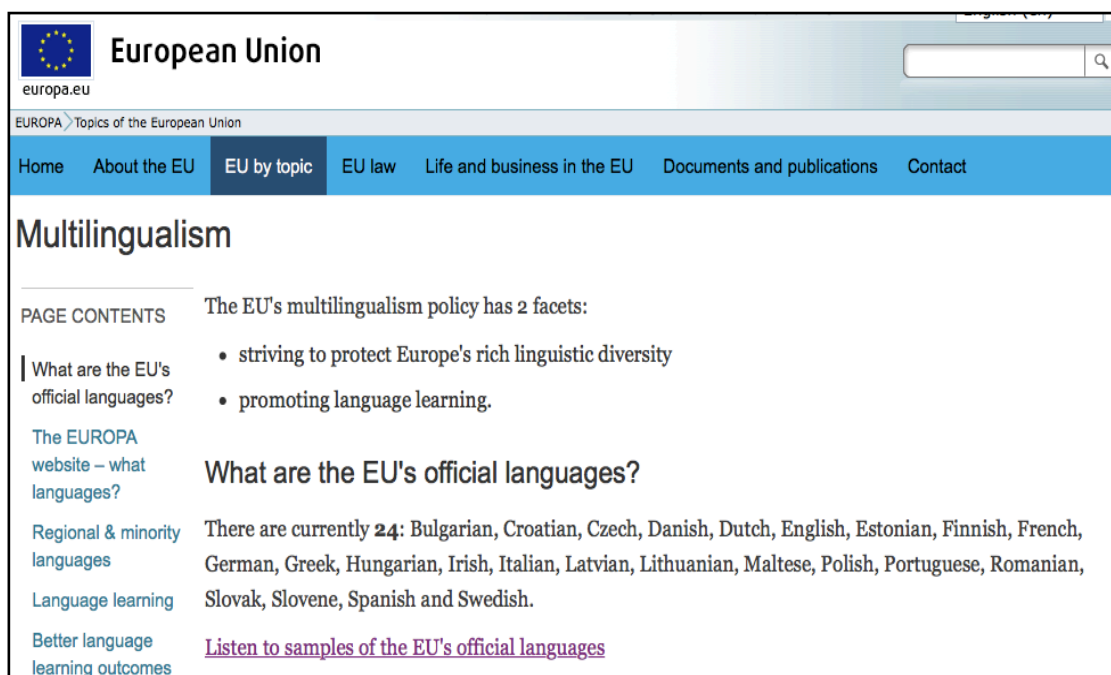 European Union
europa.eu
EUROPA Topics of the European Union
Home About the EU EU by topic EU law Life and business in the EU Documents and publications Contact
Multilingualism
PAGE CONTENTS
What are the EU's
official languages?
The EUROPA
website – what
languages?
Regional & minority
languages
Language learning
Better language
learning outcomes
The EU's multilingualism policy has 2 facets:
• striving to protect Europe's rich linguistic diversity
• promoting language learning.
What are the EU's official languages?
There are currently 24: Bulgarian, Croatian, Czech, Danish, Dutch, English, Estonian, Finnish, French,
German, Greek, Hungarian, Irish, Italian, Latvian, Lithuanian, Maltese, Polish, Portuguese, Romanian,
Slovak, Slovene, Spanish and Swedish.
Listen to samples of the EU's official languages